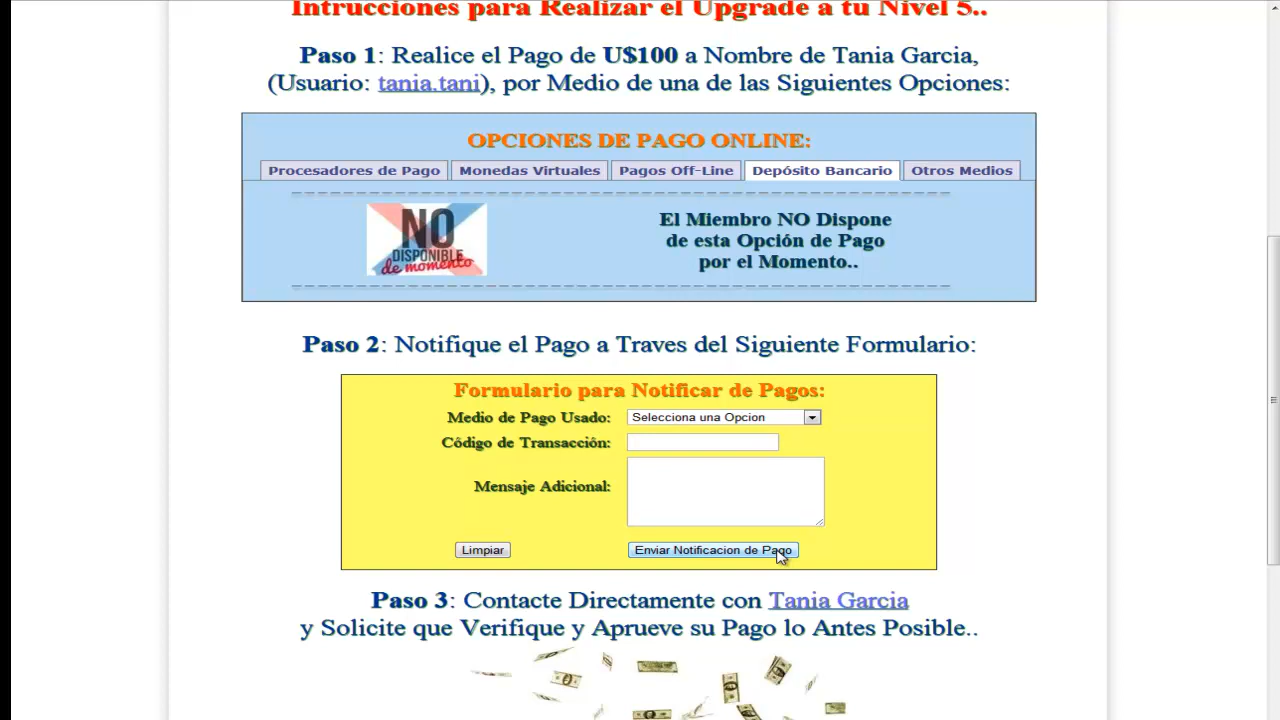 Intrucciones para Realizar el Upgrade a tu Nivel 5..
Paso 1: Realice el Pago de U$100 a Nombre de Tania Garcia,
(Usuario: tania.tani), por Medio de una de las Siguientes Opciones:
OPCIONES DE PAGO ONLINE:
Procesadores de Pago Monedas Virtuales Pagos Off-Line Depósito Bancario Otros Medios
NO
DISPONIBLE
de momento
El Miembro NO Dispone
de esta Opción de Pago
por el Momento..
Paso 2: Notifique el Pago a Traves del Siguiente Formulario:
Formulario para Notificar de Pagos:
Medio de Pago Usado: Selecciona una Opcion
Código de Transacción:
Mensaje Adicional:
Limpiar Enviar Notificacion de Pago
Paso 3: Contacte Directamente con Tania Garcia
y Solicite que Verifique y Aprueve su Pago lo Antes Posible..